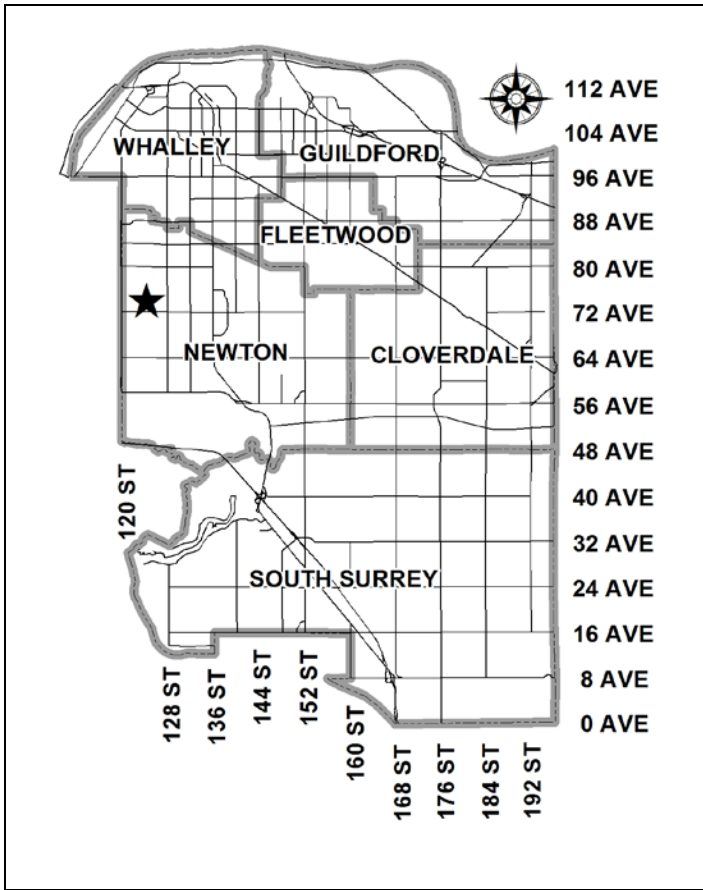 112 AVE
104 AVE
WHALLEY
GUILDFORD
96 AVE
88 AVE
FLEETWOOD
80 AVE
72 AVE
NEWTON
CLOVERDALE
64 AVE
56 AVE
48 AVE
120 ST
40 AVE
32 AVE
SOUTH SURREY
24 AVE
16 AVE
128 ST
136 ST
144 ST
152 ST
160 ST
8 AVE
0 AVE
168 ST
176 ST
184 ST
192 ST